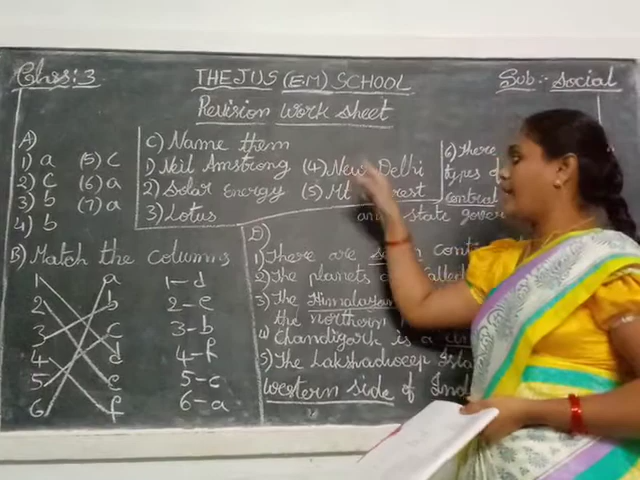 Class: 3
THEJUS (E.M) SCHOOL
Sub:- Social
Revision Work Sheet
A)
1) a (5) c
2) c (6) a
3) b (7) a
4) b
C) Name them
1) Neil Amstrong (4) New Delhi
2) Solar Energy (5) Mt
3) Lotus
6) There
types of
central
and state gover
B) Match the columns
1 a 1-d
2 b 2-e
3 c 3-b
4 d 4-f
5 e 5-c
6 f 6-a
D)
1) There are
2) The planets
3) The Himalayan
the northern
4) Chandigarh is a
5) The Lakshadweep
western side of Ind